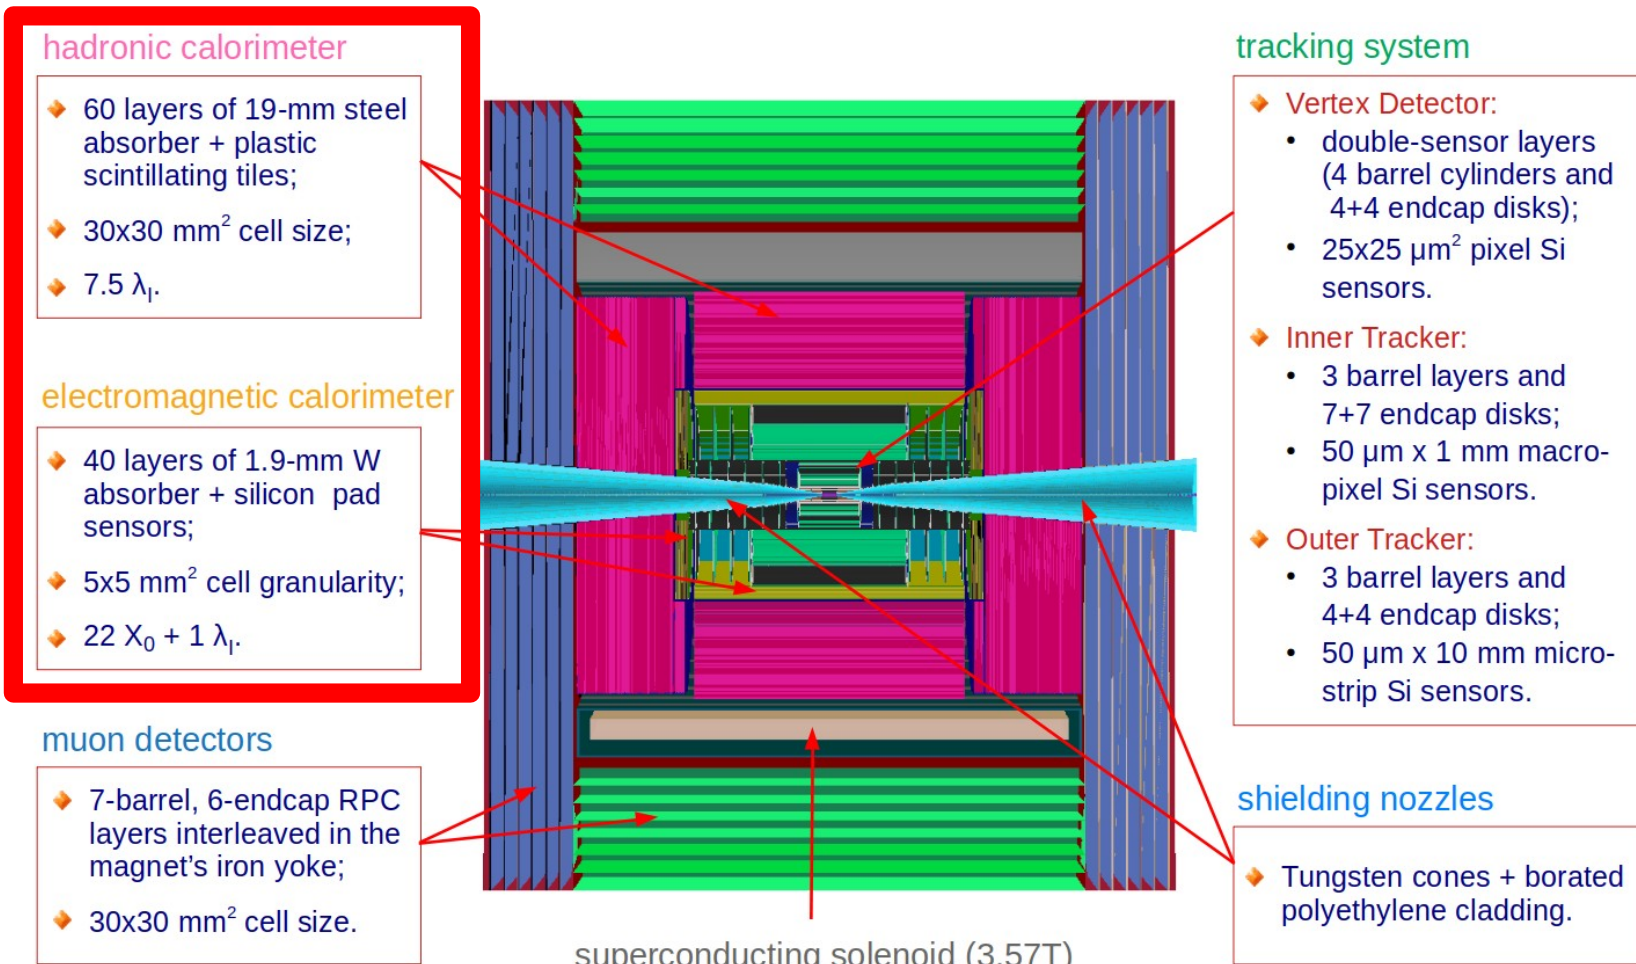 hadronic calorimeter
60 layers of 19-mm steel
absorber + plastic
scintillating tiles;
30x30 mm² cell size;
7.5 λ_I.
electromagnetic calorimeter
40 layers of 1.9-mm W
absorber + silicon pad
sensors;
5x5 mm² cell granularity;
22 X₀ + 1 λ_I.
muon detectors
7-barrel, 6-endcap RPC
layers interleaved in the
magnet's iron yoke;
30x30 mm² cell size.
superconducting solenoid (3.57T)
tracking system
Vertex Detector:
double-sensor layers
(4 barrel cylinders and
4+4 endcap disks);
25x25 µm² pixel Si
sensors.
Inner Tracker:
3 barrel layers and
7+7 endcap disks;
50 µm x 1 mm macro-
pixel Si sensors.
Outer Tracker:
3 barrel layers and
4+4 endcap disks;
50 µm x 10 mm micro-
strip Si sensors.
shielding nozzles
Tungsten cones + borated
polyethylene cladding.